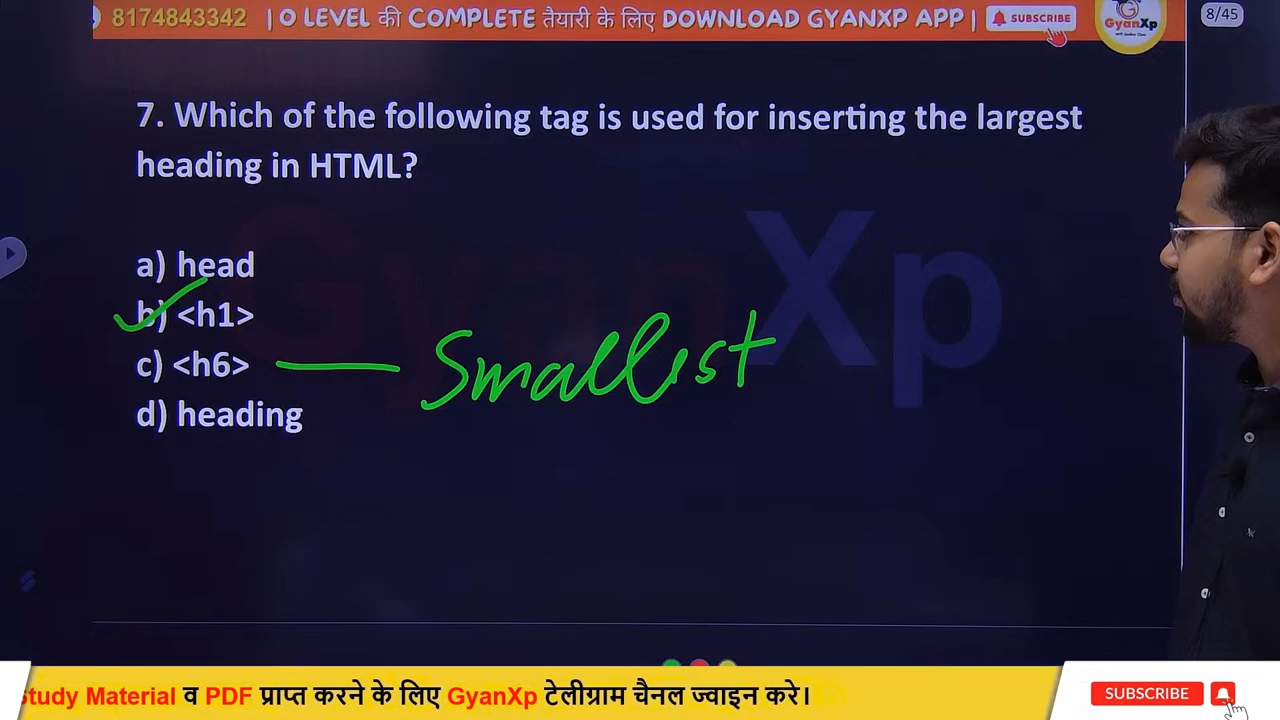 8174843342 | O LEVEL की COMPLETE तैयारी के लिए DOWNLOAD GYANXP APP |
SUBSCRIBE
GyanXp
8/45
7. Which of the following tag is used for inserting the largest
heading in HTML?
GyanXp
a) head
b) <h1>
c) <h6> Smallest
d) heading
Study Material व PDF प्राप्त करने के लिए GyanXp टेलीग्राम चैनल ज्वाइन करे।
SUBSCRIBE